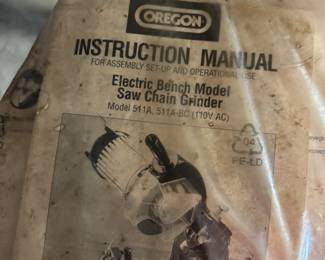 OREGON
INSTRUCTION MANUAL
FOR ASSEMBLY SET-UP AND OPERATIONAL USE
Electric Bench Model
Saw Chain Grinder
Model 511A, 511A-BC (110V AC)
04
PE-LD